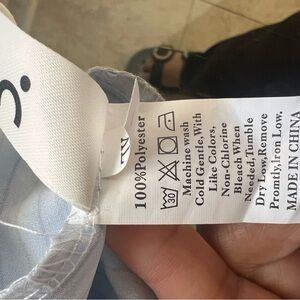 100%Polyester
30
Machine wash
Cold Gentle,With
Like Colors,
Non-Chlorine
Bleach When
Needed,Tumble
Dry Low,Remove
Promtly,Iron Low.
MADE IN CHINA